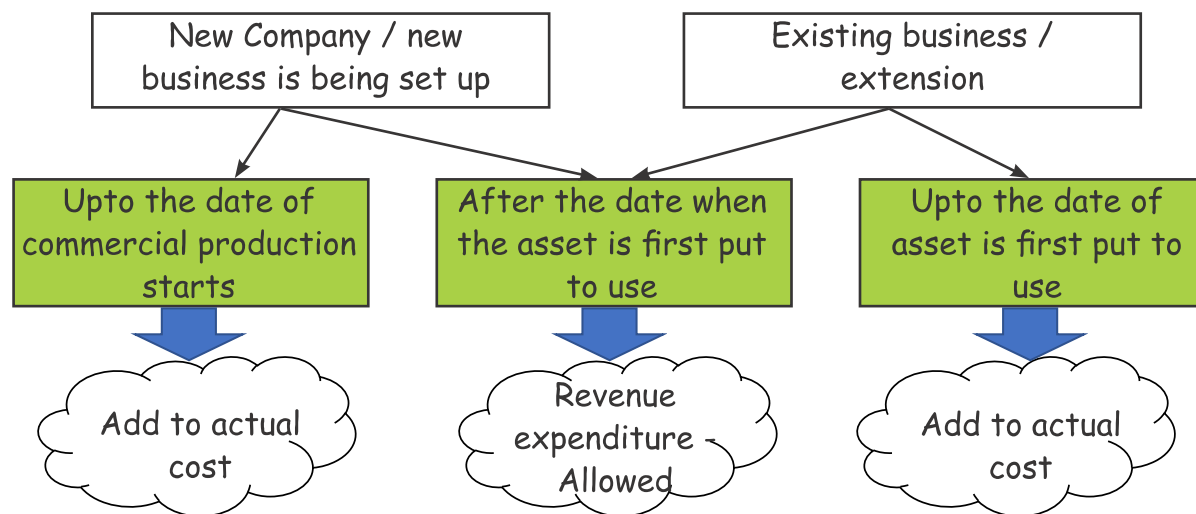 New Company / new
business is being set up
Existing business /
extension
Upto the date of
commercial production
starts
After the date when
the asset is first put
to use
Upto the date of
asset is first put to
use
Add to actual
cost
Revenue
expenditure -
Allowed
Add to actual
cost